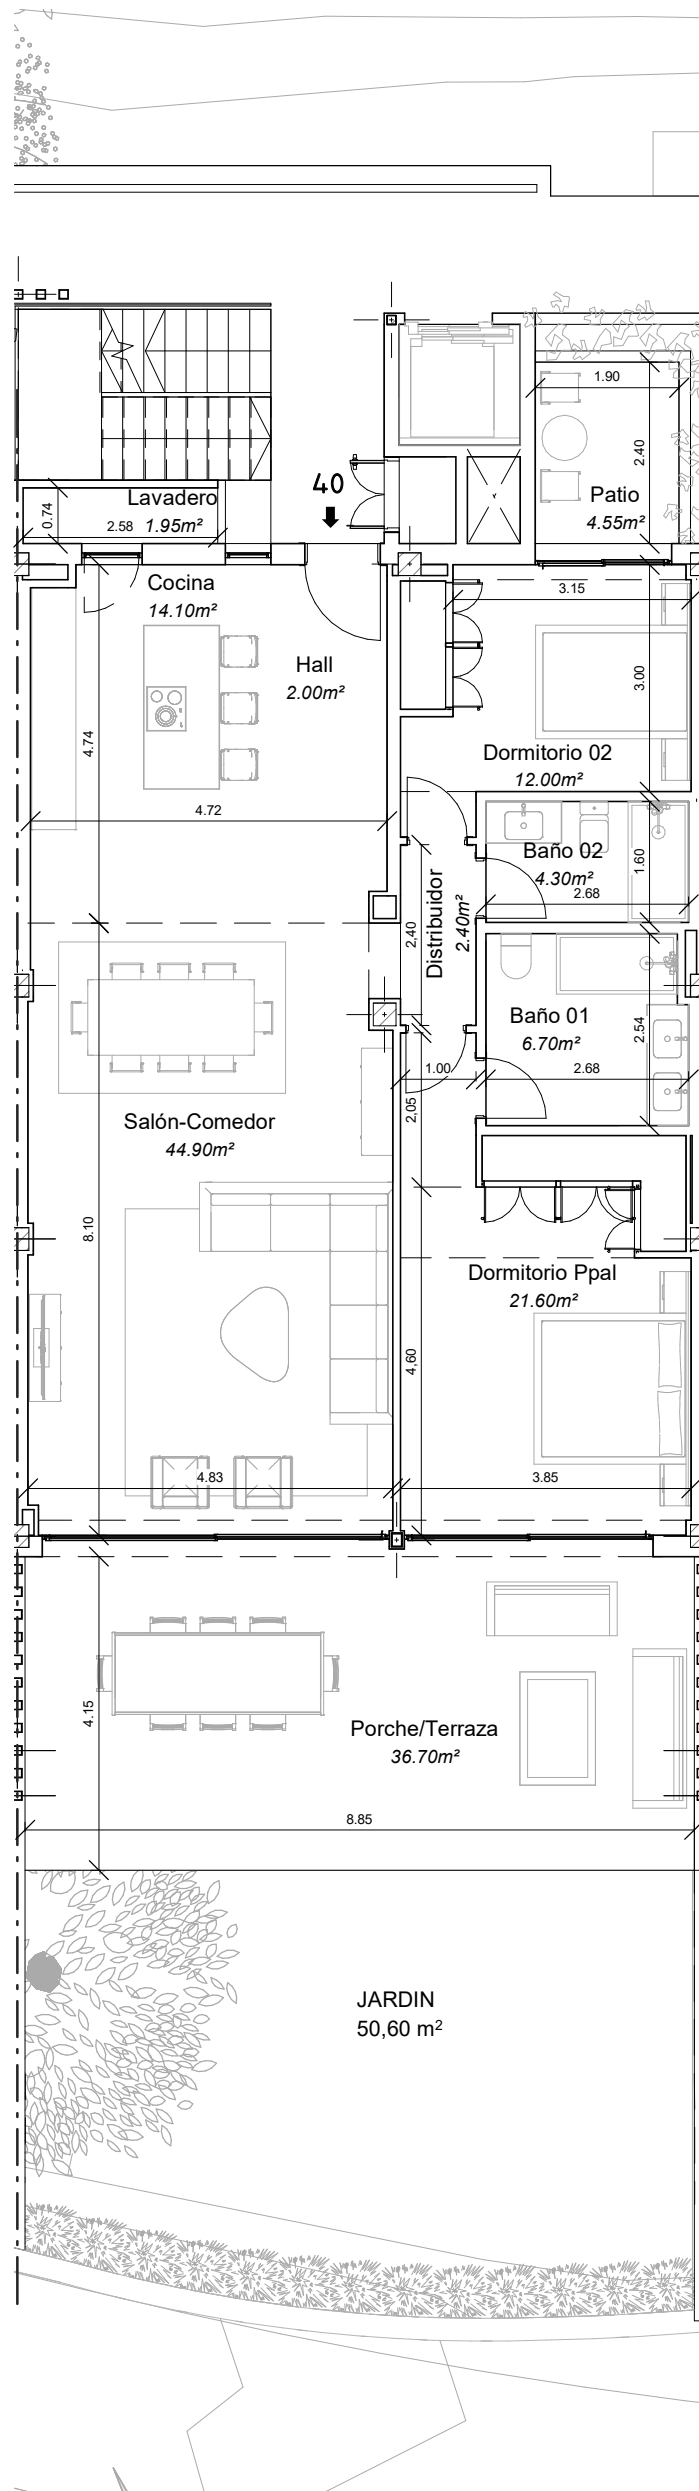 1.90
40
2.40
Lavadero
Patio
0.74
2.58
1.95m²
4.55m²
Cocina
14.10m²
3.15
Hall
2.00m²
3.00
4.74
Dormitorio 02
12.00m²
4.72
Baño 02
4.30m²
1.60
2.68
Distribuidor
2.40m²
2,40
Baño 01
6.70m²
2.54
1.00
2.68
2,05
Salón-Comedor
44.90m²
8.10
Dormitorio Ppal
21.60m²
4,60
4.83
3.85
4.15
Porche/Terraza
36.70m²
8.85
JARDIN
50,60 m²